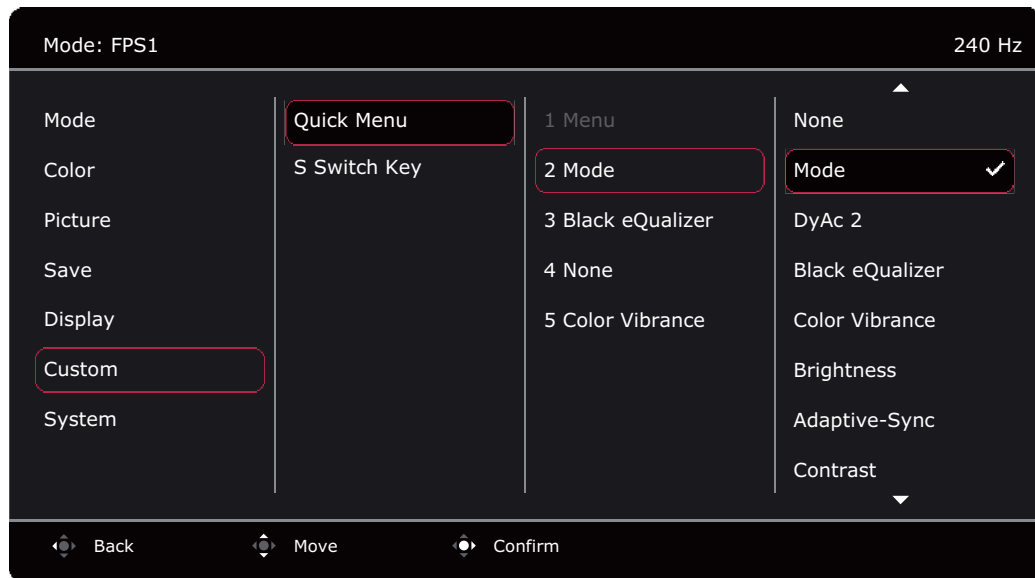 Mode: FPS1
240 Hz
Mode
Color
Picture
Save
Display
Custom
System
Quick Menu
S Switch Key
1 Menu
2 Mode
3 Black eQualizer
4 None
5 Color Vibrance
None
Mode
DyAc 2
Black eQualizer
Color Vibrance
Brightness
Adaptive-Sync
Contrast
Back
Move
Confirm